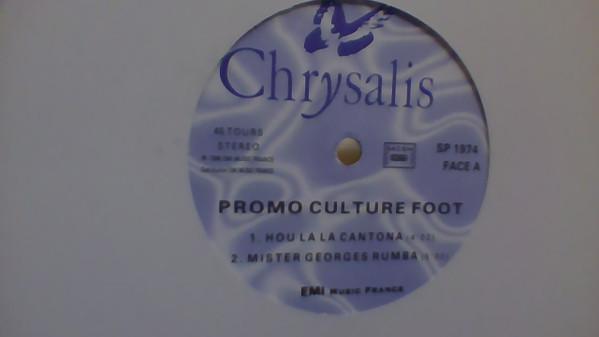 Chrysalis
45 TOURS
STEREO
SP 1974
FACE A
PROMO CULTURE FOOT
1. HOU LA LA CANTONA
2. MISTER GEORGES RUMBA
EMI MUSIC FRANCE